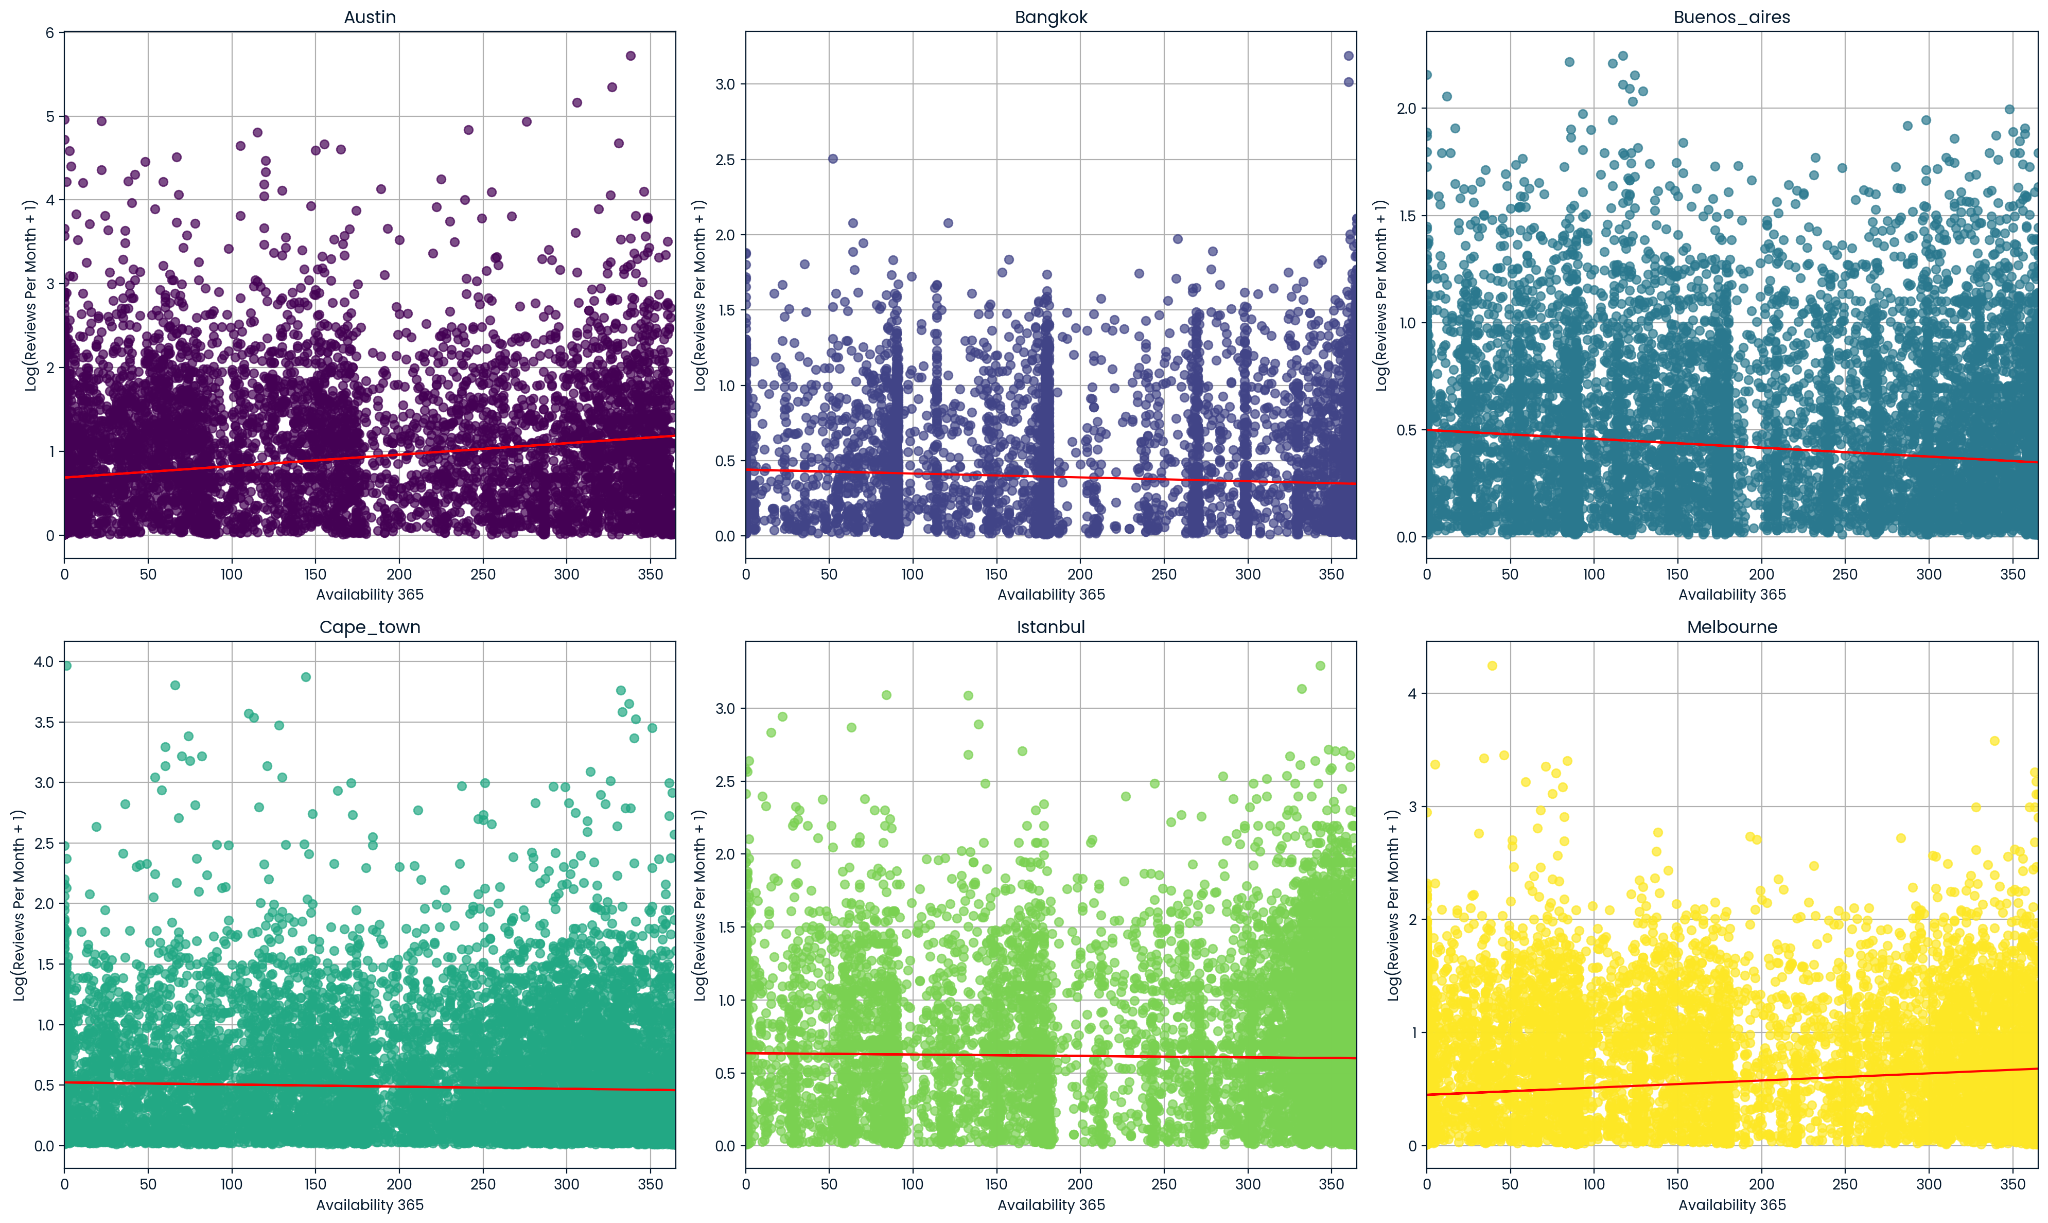 Austin
Log(Reviews Per Month + 1)
6
5
4
3
2
1
0
0 50 100 150 200 250 300 350
Availability 365
Bangkok
Log(Reviews Per Month + 1)
3.0
2.5
2.0
1.5
1.0
0.5
0.0
0 50 100 150 200 250 300 350
Availability 365
Buenos_aires
Log(Reviews Per Month + 1)
2.0
1.5
1.0
0.5
0.0
0 50 100 150 200 250 300 350
Availability 365
Cape_town
Log(Reviews Per Month + 1)
4.0
3.5
3.0
2.5
2.0
1.5
1.0
0.5
0.0
0 50 100 150 200 250 300 350
Availability 365
Istanbul
Log(Reviews Per Month + 1)
3.0
2.5
2.0
1.5
1.0
0.5
0.0
0 50 100 150 200 250 300 350
Availability 365
Melbourne
Log(Reviews Per Month + 1)
4
3
2
1
0
0 50 100 150 200 250 300 350
Availability 365